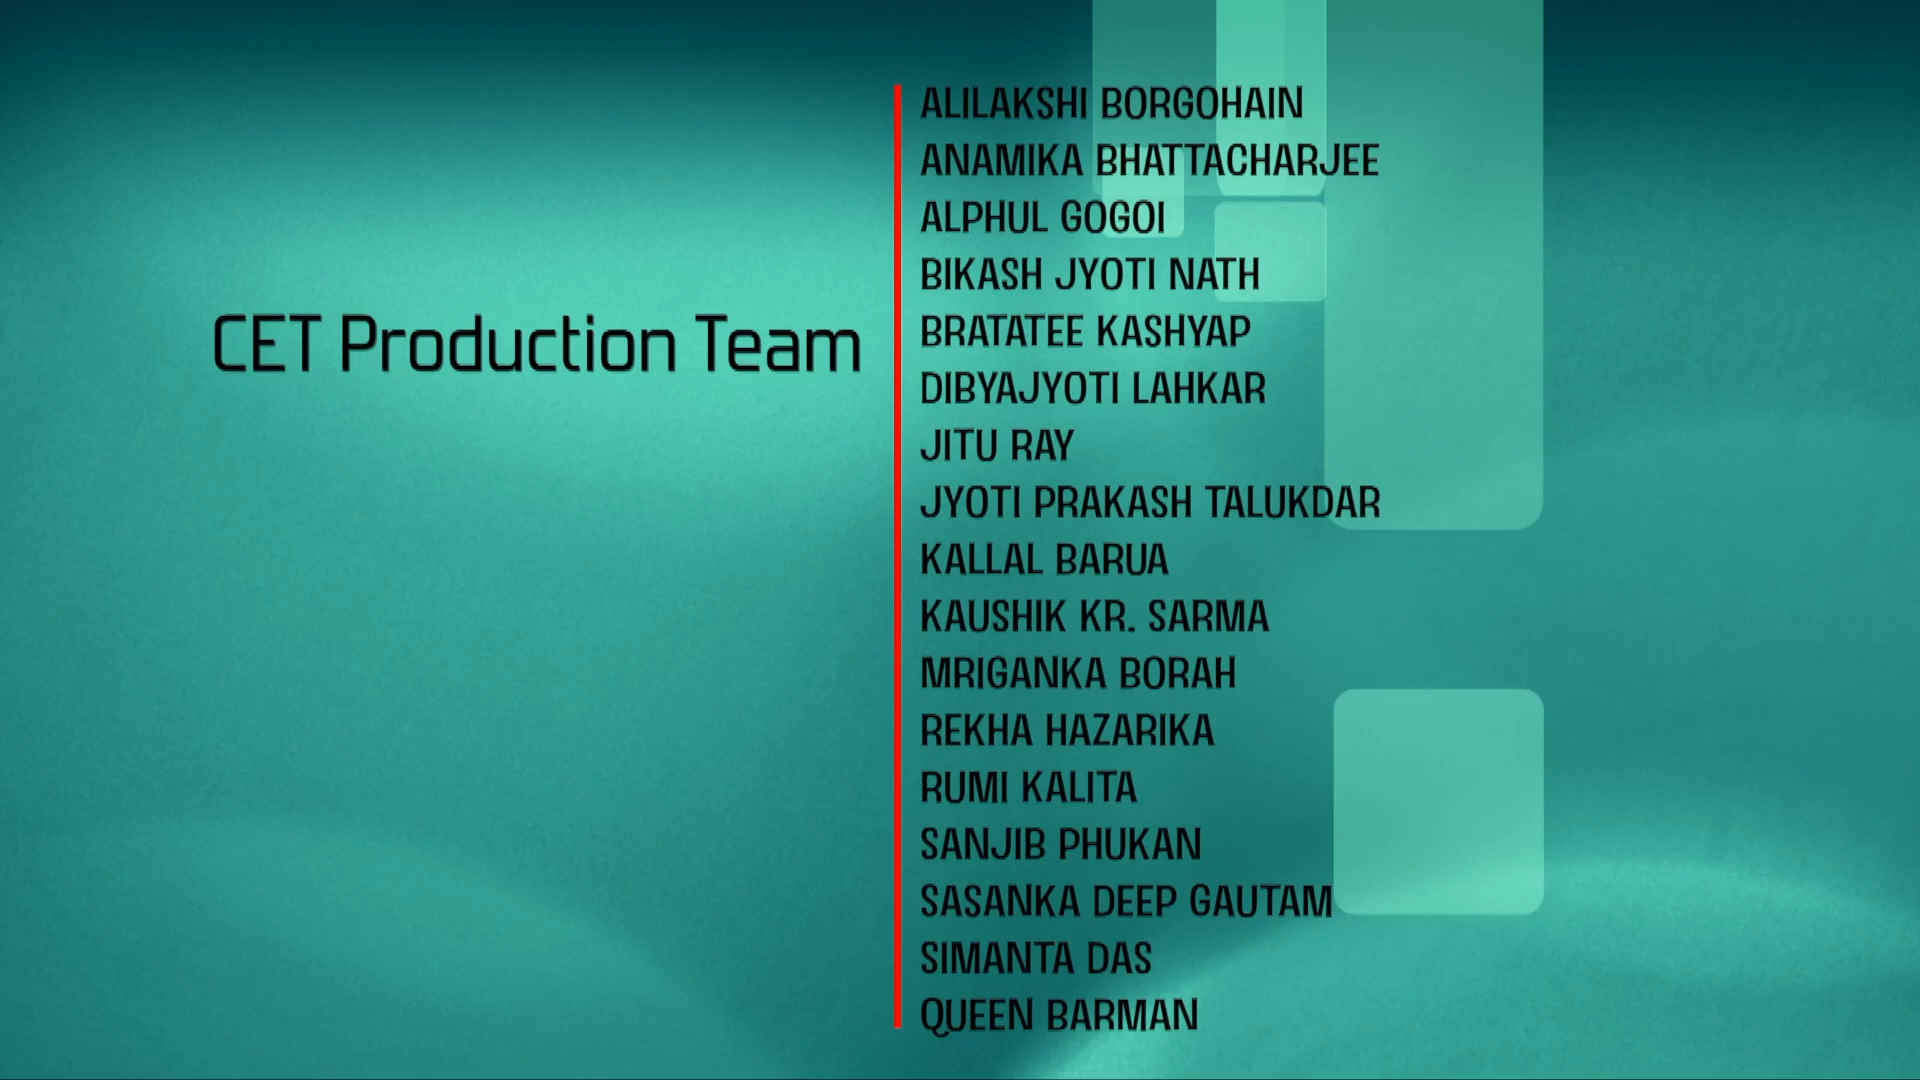 CET Production Team
ALILAKSHI BORGOHAIN
ANAMIKA BHATTACHARJEE
ALPHUL GOGOI
BIKASH JYOTI NATH
BRATATEE KASHYAP
DIBYAJYOTI LAHKAR
JITU RAY
JYOTI PRAKASH TALUKDAR
KALLAL BARUA
KAUSHIK KR. SARMA
MRIGANKA BORAH
REKHA HAZARIKA
RUMI KALITA
SANJIB PHUKAN
SASANKA DEEP GAUTAM
SIMANTA DAS
QUEEN BARMAN